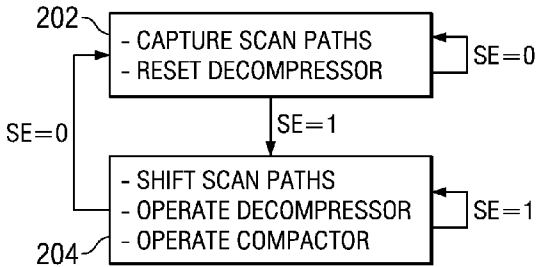 202
- CAPTURE SCAN PATHS
- RESET DECOMPRESSOR
SE=0
SE=1
SE=0
- SHIFT SCAN PATHS
- OPERATE DECOMPRESSOR
- OPERATE COMPACTOR
SE=1
204